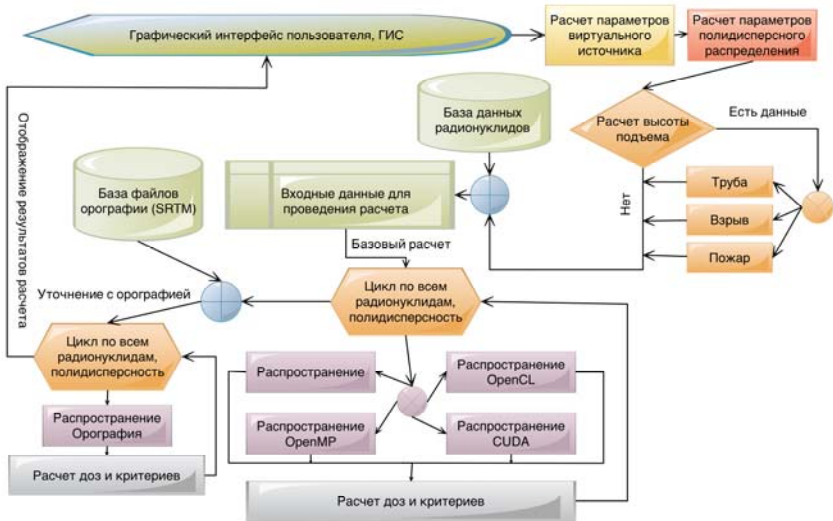 Графический интерфейс пользователя, ГИС
Расчет параметров
виртуального
источника
Расчет параметров
полидисперсного
распределения
База данных
радионуклидов
Расчет высоты
подъема
Есть данные
Отображение результатов расчета
База файлов
орографии (SRTM)
Входные данные для
проведения расчета
Нет
Труба
Взрыв
Пожар
Базовый расчет
Уточнение с орографией
Цикл по всем
радионуклидам,
полидисперсность
Цикл по всем
радионуклидам,
полидисперсность
Распространение
Распространение
OpenCL
Распространение
Орография
Распространение
OpenMP
Распространение
CUDA
Расчет доз и критериев
Расчет доз и критериев